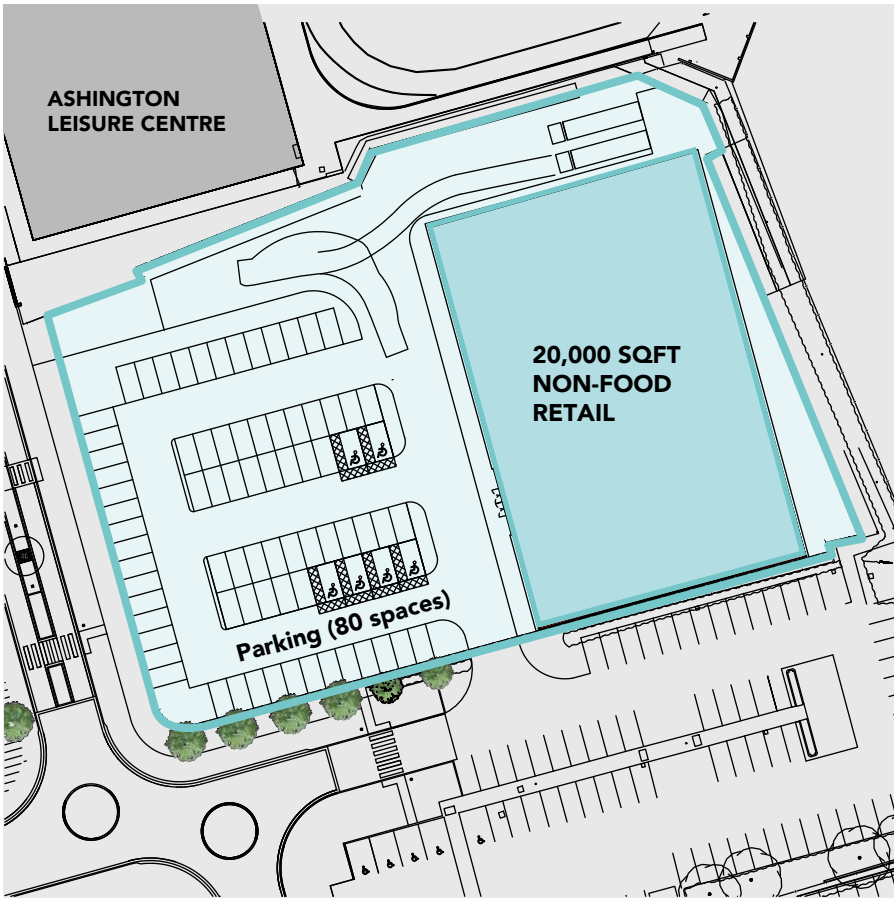 ASHINGTON
LEISURE CENTRE
20,000 SQFT
NON-FOOD
RETAIL
Parking (80 spaces)